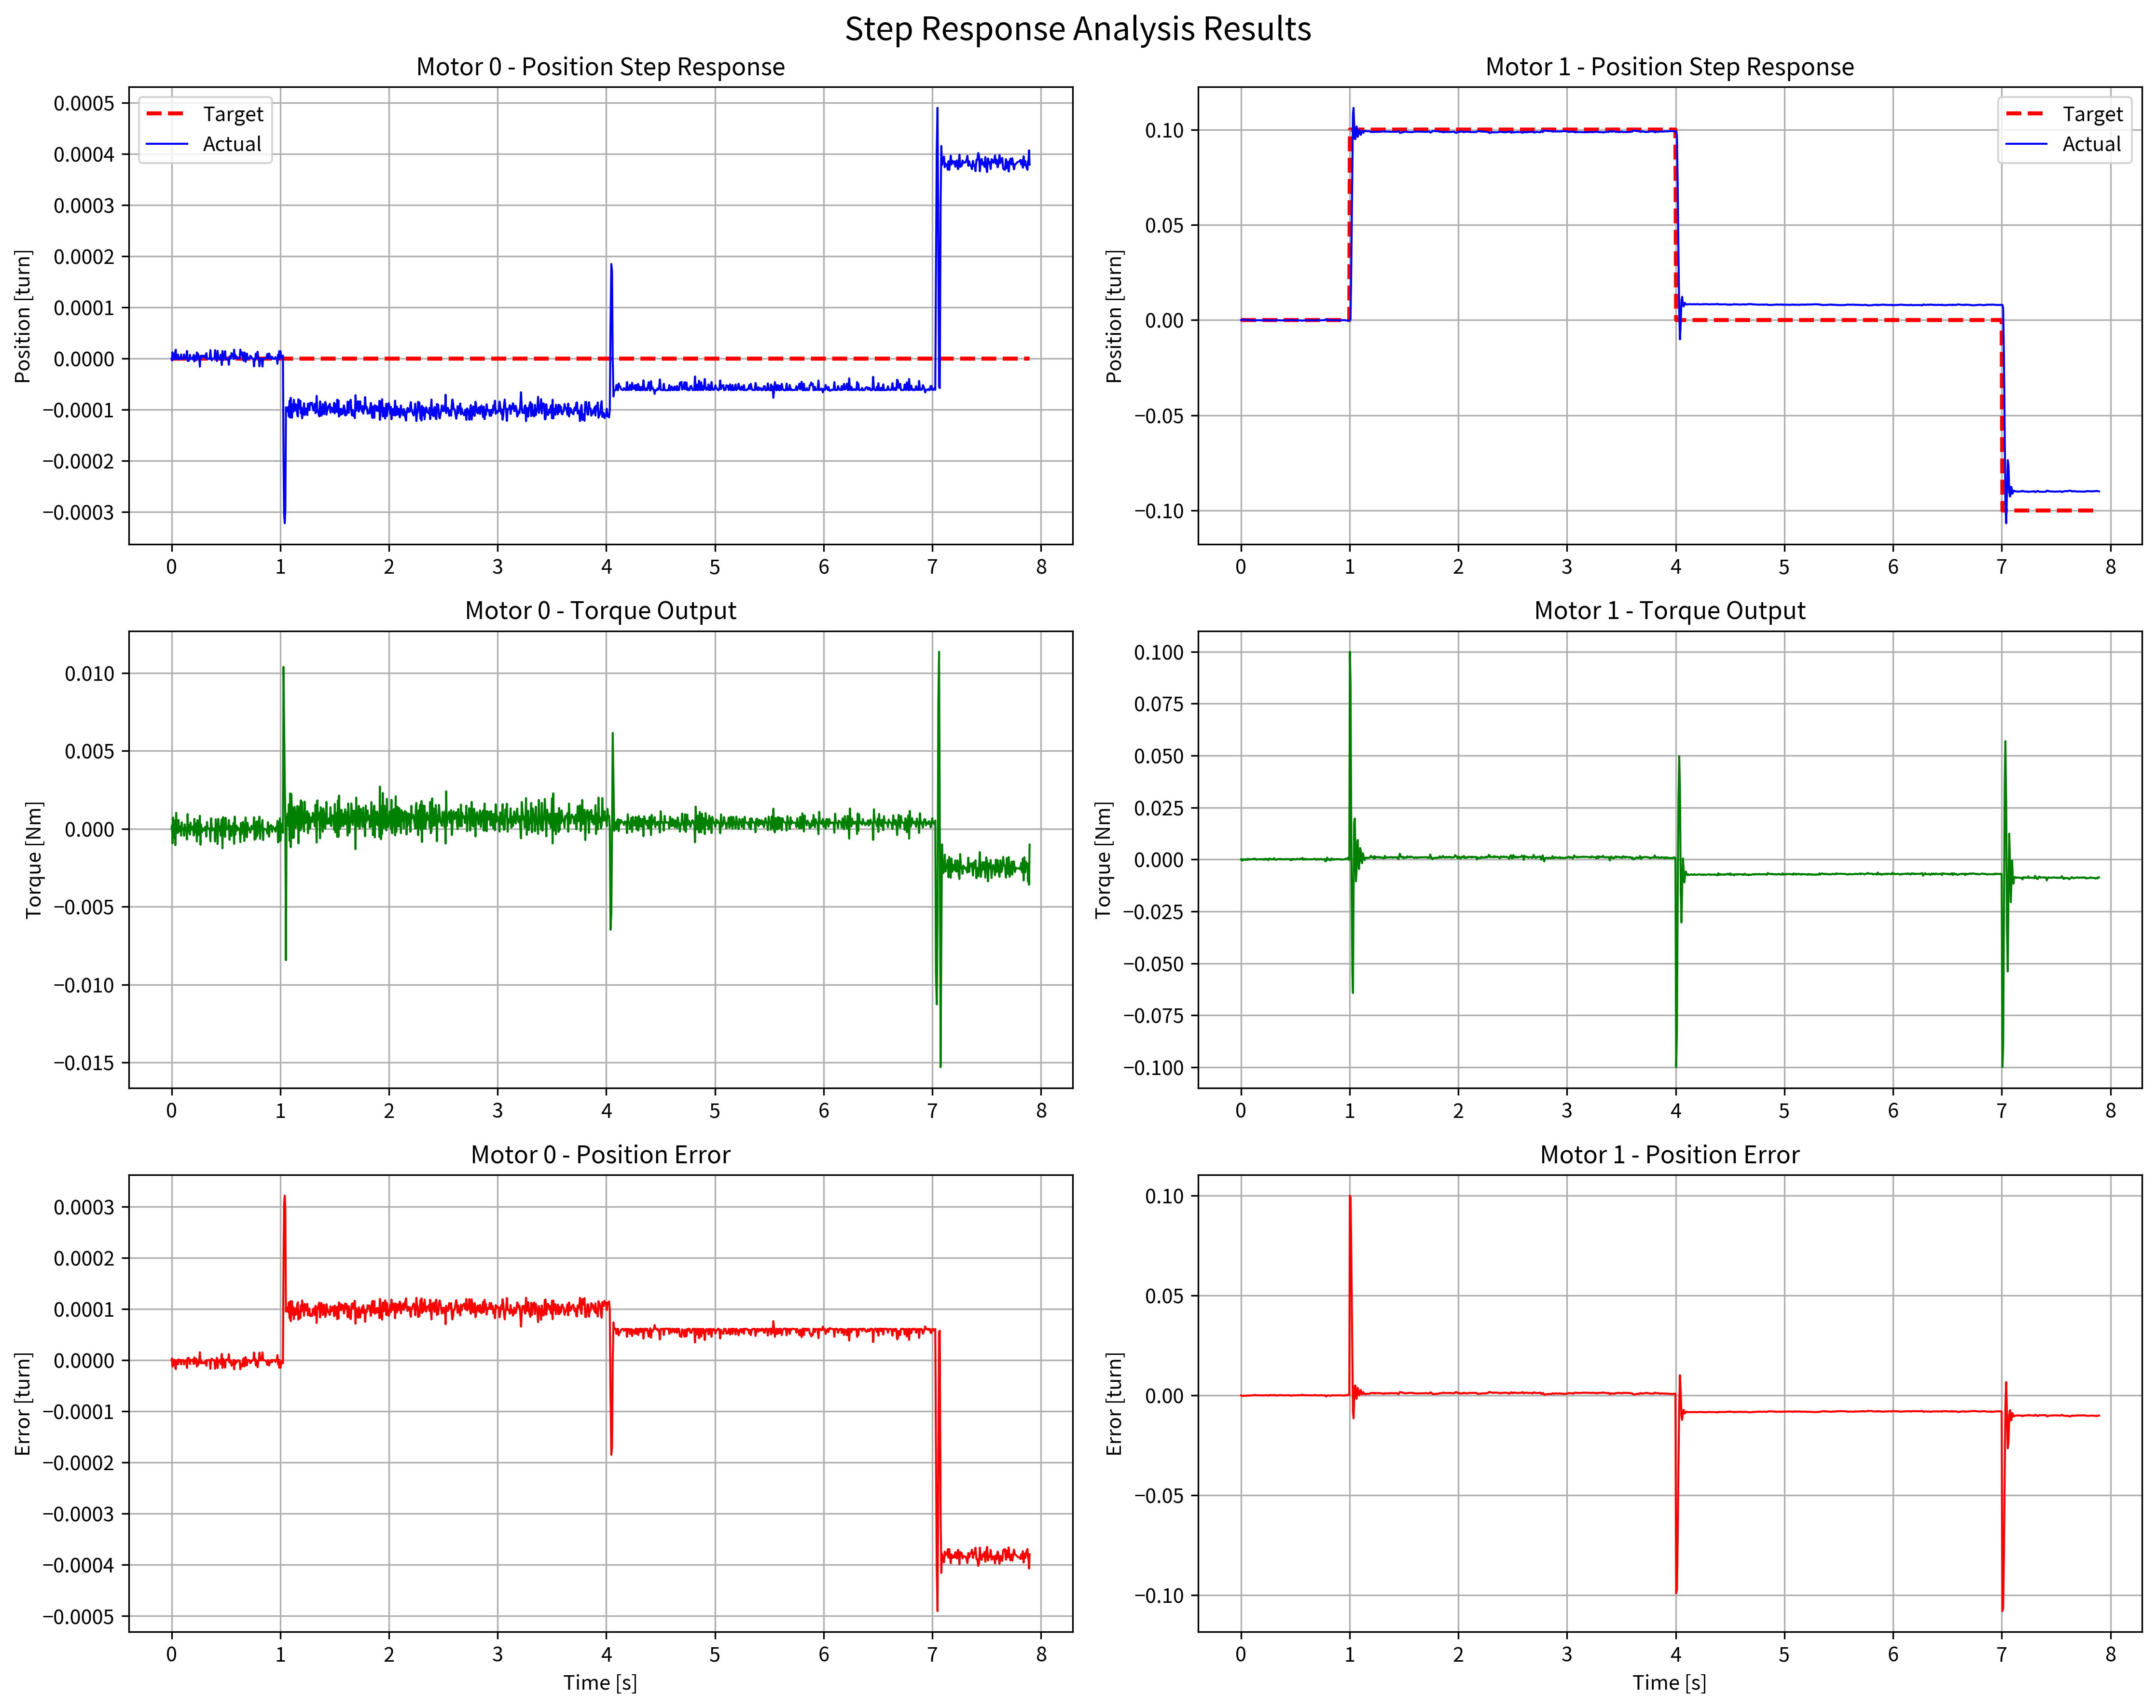 Step Response Analysis Results
Motor 0 - Position Step Response
Position [turn]
0.0005
0.0004
0.0003
0.0002
0.0001
0.0000
−0.0001
−0.0002
−0.0003
Target
Actual
0 1 2 3 4 5 6 7 8
Motor 1 - Position Step Response
Position [turn]
0.10
0.05
0.00
−0.05
−0.10
Target
Actual
0 1 2 3 4 5 6 7 8
Motor 0 - Torque Output
Torque [Nm]
0.010
0.005
0.000
−0.005
−0.010
−0.015
0 1 2 3 4 5 6 7 8
Motor 1 - Torque Output
Torque [Nm]
0.100
0.075
0.050
0.025
0.000
−0.025
−0.050
−0.075
−0.100
0 1 2 3 4 5 6 7 8
Motor 0 - Position Error
Error [turn]
0.0003
0.0002
0.0001
0.0000
−0.0001
−0.0002
−0.0003
−0.0004
−0.0005
0 1 2 3 4 5 6 7 8
Time [s]
Motor 1 - Position Error
Error [turn]
0.10
0.05
0.00
−0.05
−0.10
0 1 2 3 4 5 6 7 8
Time [s]